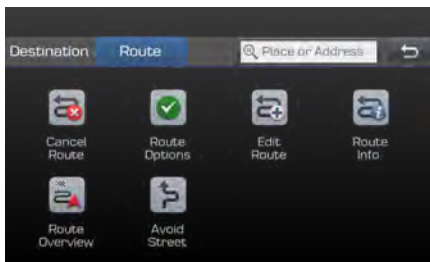 Destination Route Place or Address
Cancel Route Edit Route
Route Options Route Info
Route Avoid
Overview Street